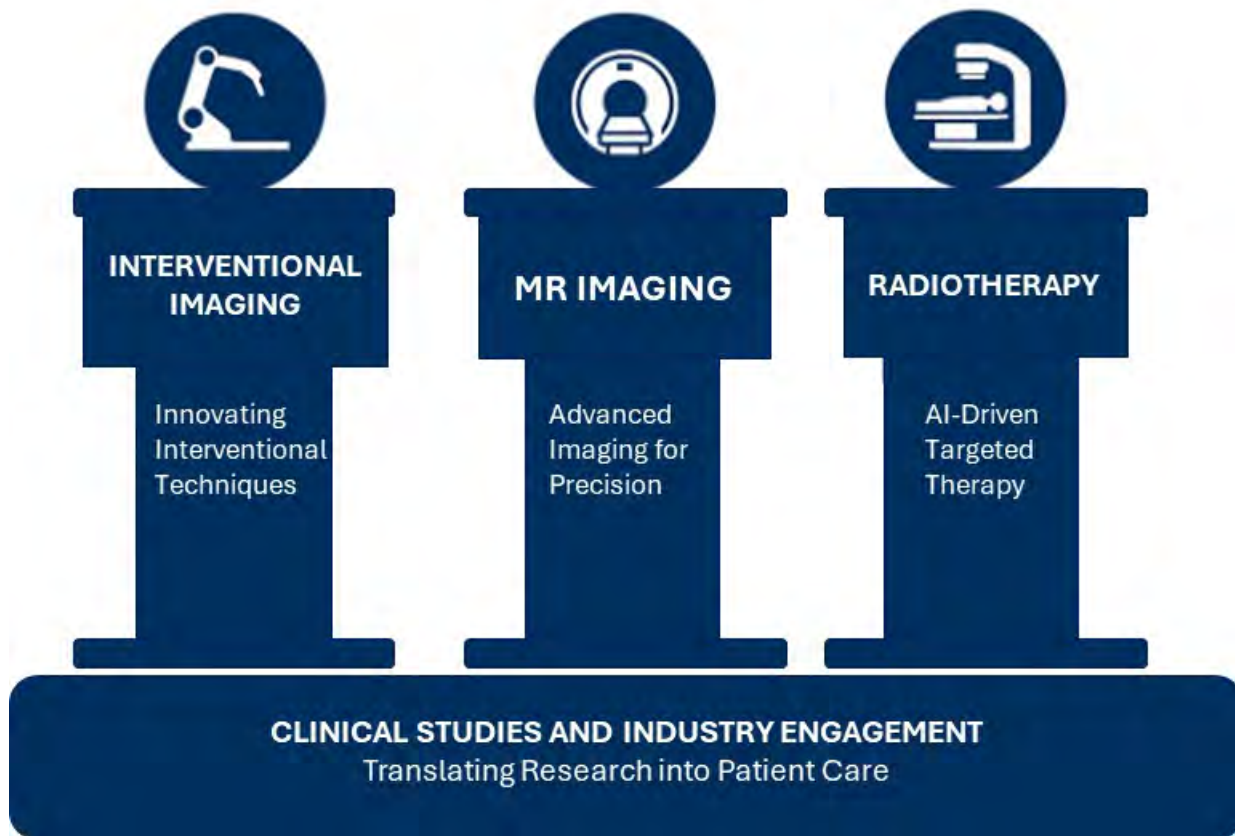 INTERVENTIONAL
IMAGING
Innovating
Interventional
Techniques
MR IMAGING
Advanced
Imaging for
Precision
RADIOTHERAPY
AI-Driven
Targeted
Therapy
CLINICAL STUDIES AND INDUSTRY ENGAGEMENT
Translating Research into Patient Care